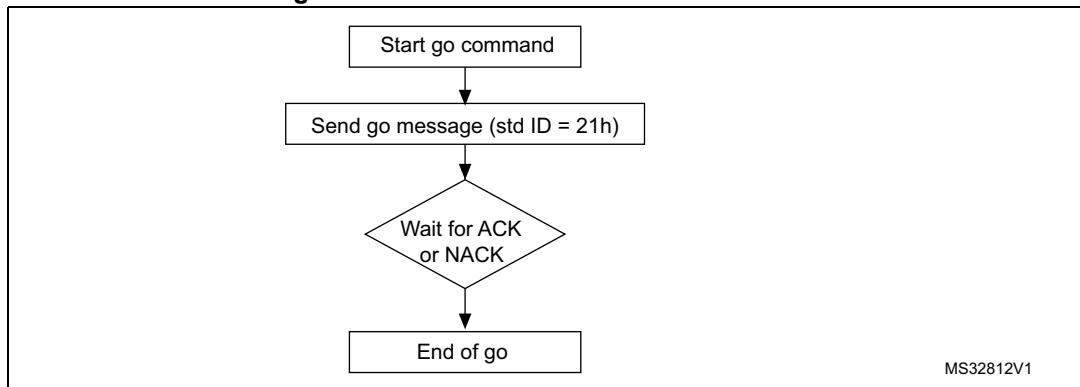 Start go command
Send go message (std ID = 21h)
Wait for ACK
or NACK
End of go
MS32812V1